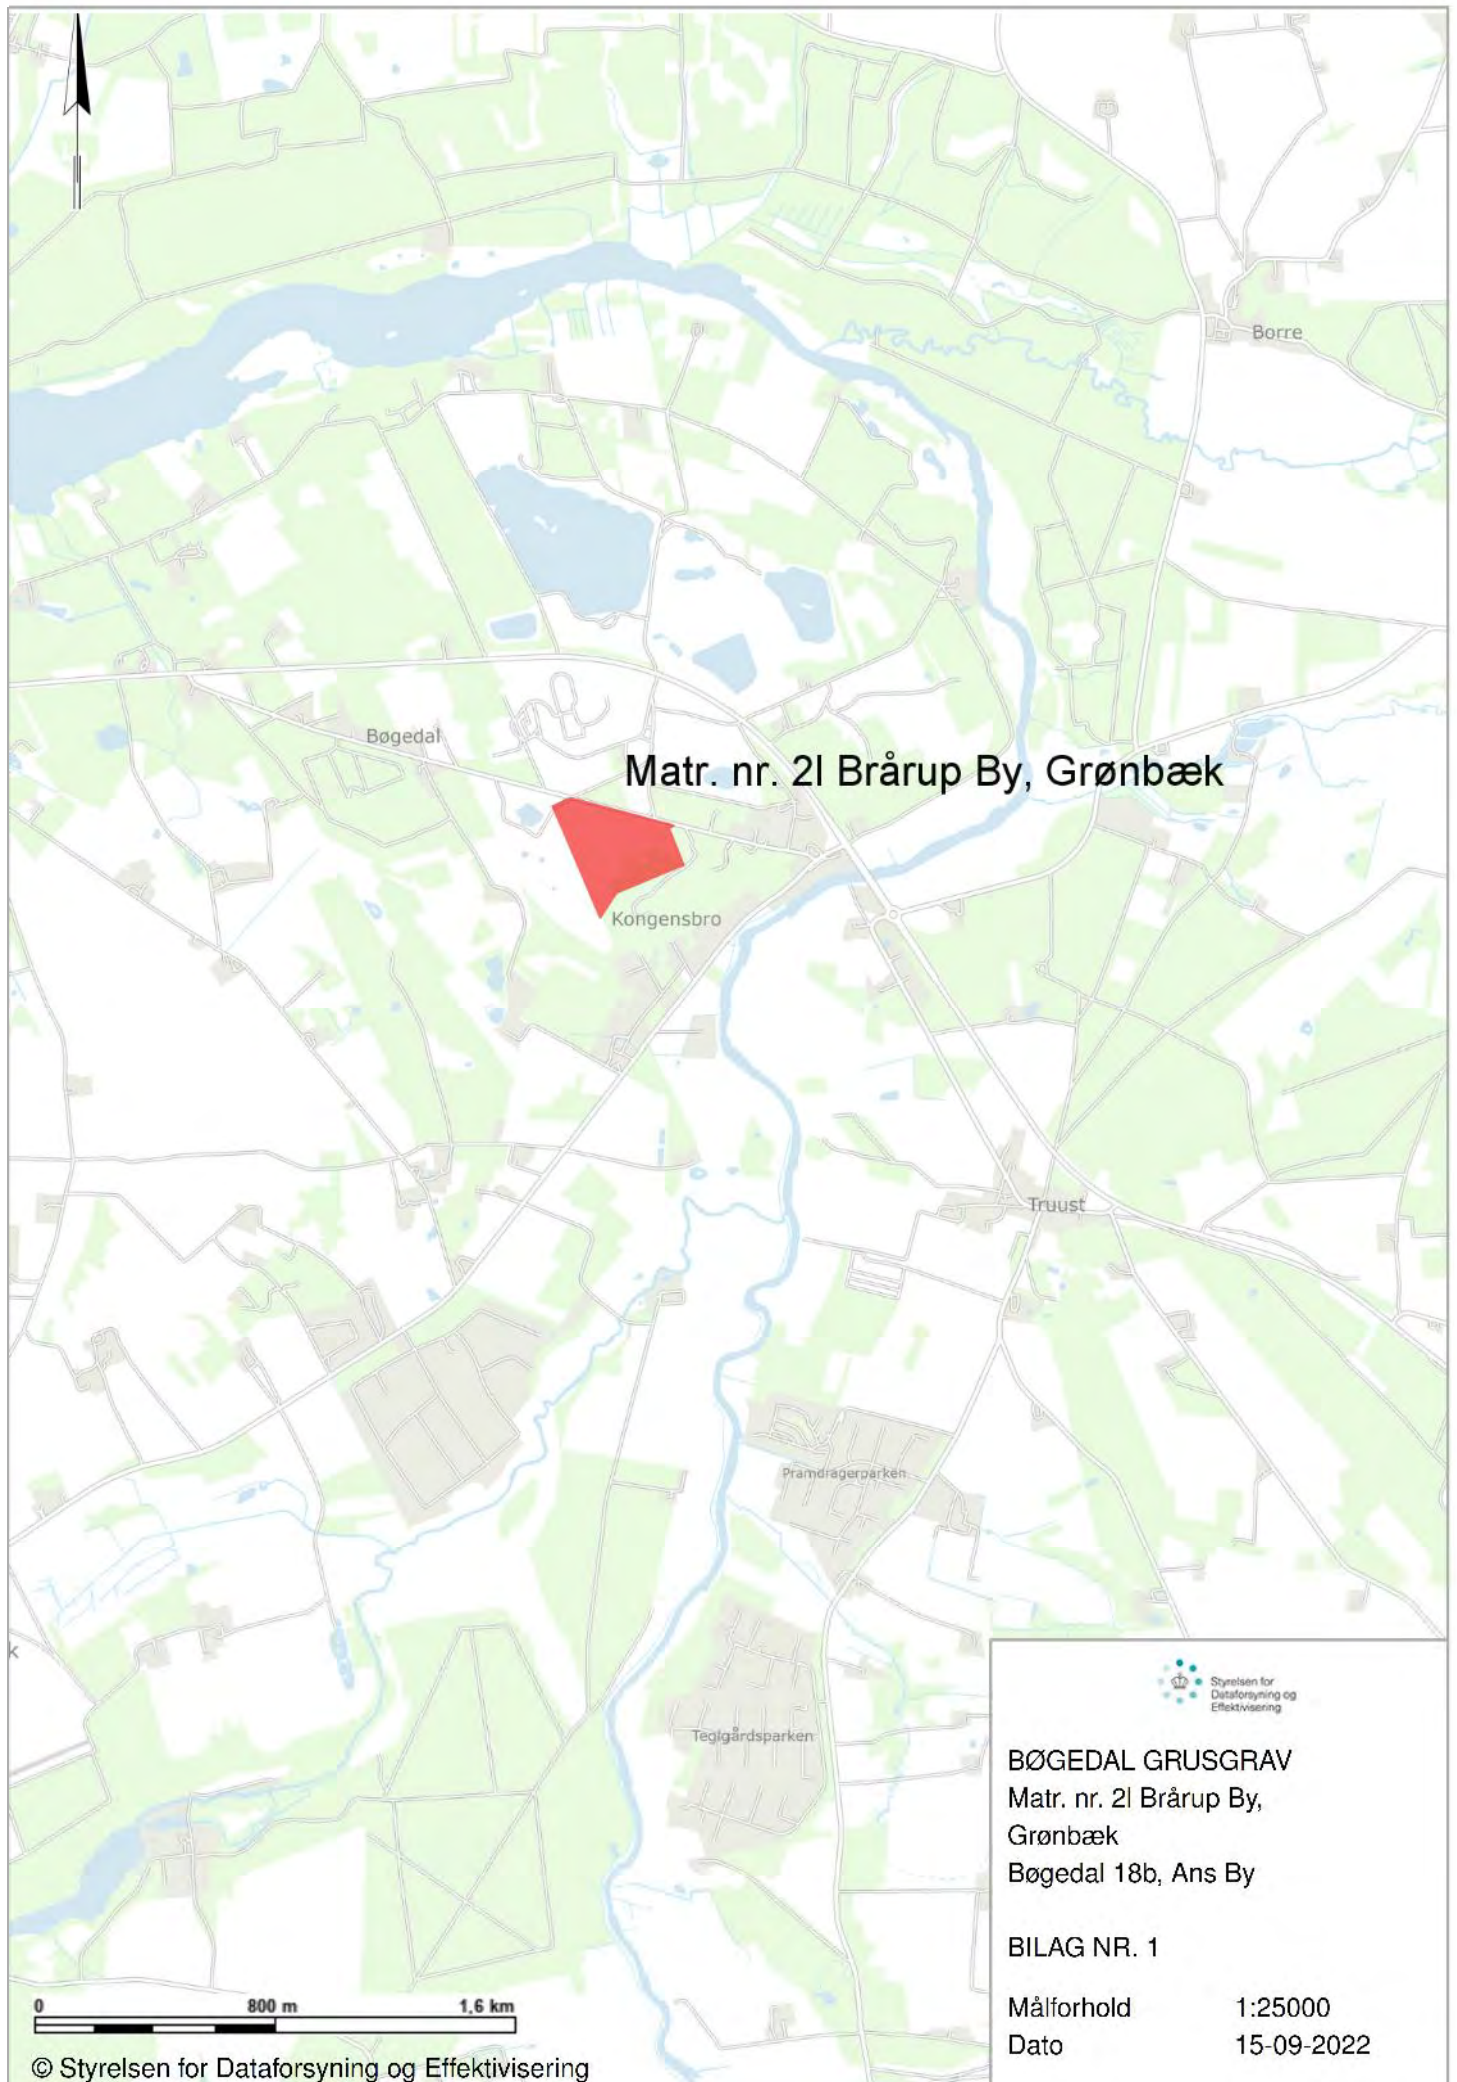 Borre
Bøgedal
Matr. nr. 2l Brårup By, Grønbæk
Kongensbro
Truust
Pramdragerparken
k
Teglgårdsparken
Styrelsen for
Dataforsyning og
Effektivisering
BØGEDAL GRUSGRAV
Matr. nr. 2l Brårup By,
Grønbæk
Bøgedal 18b, Ans By
BILAG NR. 1
Målforhold 1:25000
Dato 15-09-2022
0 800 m 1,6 km
© Styrelsen for Dataforsyning og Effektivisering